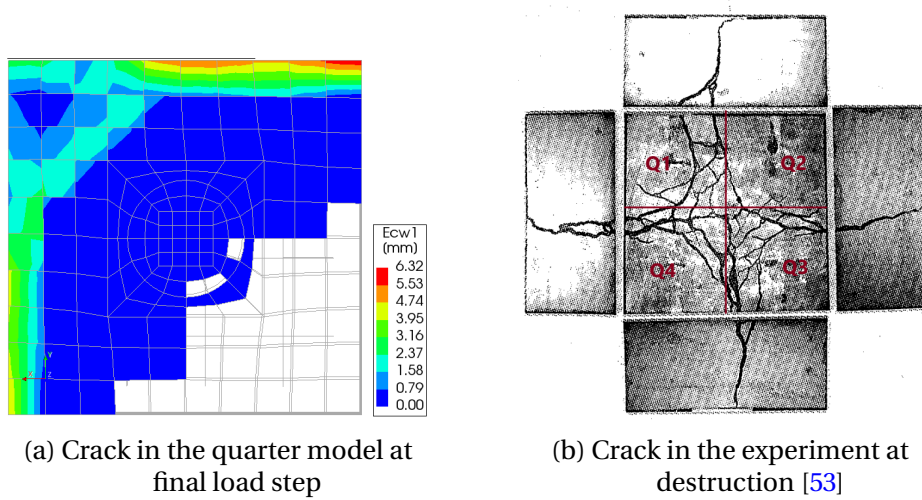 Ecw1
(mm)
6.32
5.53
4.74
3.95
3.16
2.37
1.58
0.79
0.00
Y
X Z
(a) Crack in the quarter model at
final load step
Q1 Q2
Q4 Q3
(b) Crack in the experiment at
destruction [53]